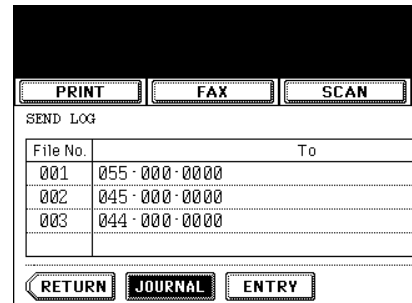 PRINT FAX SCAN
SEND LOG
File No. To
001 055-000-0000
002 045-000-0000
003 044-000-0000
RETURN JOURNAL ENTRY